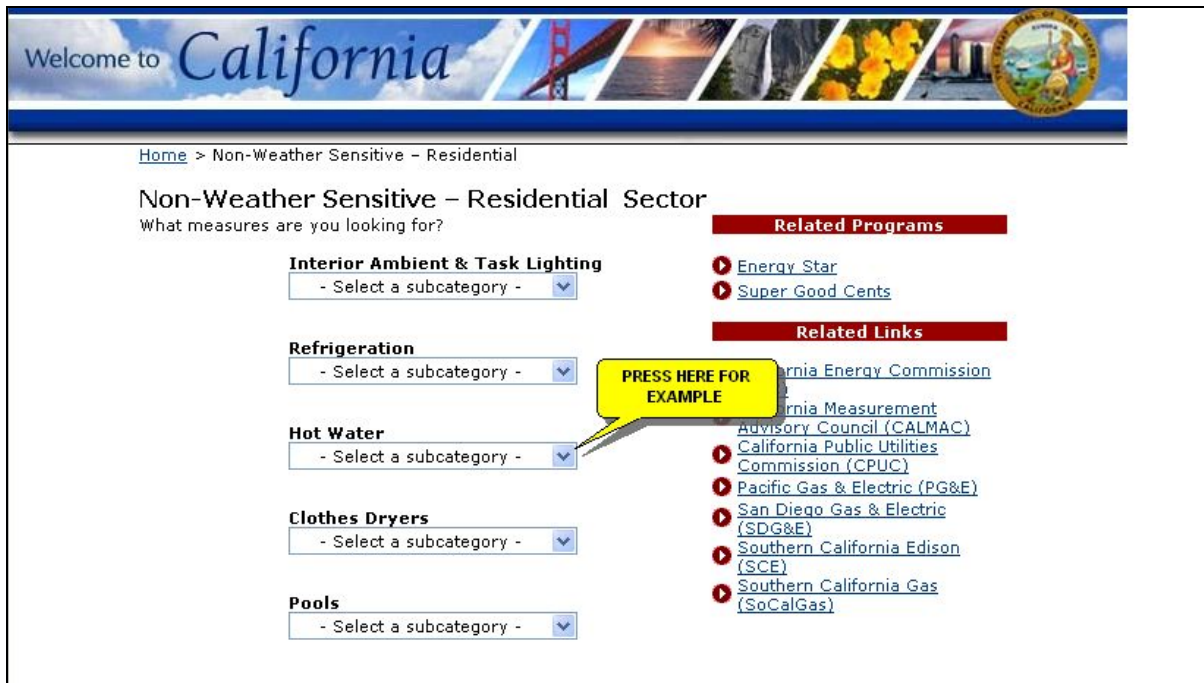 Welcome to California
Home > Non-Weather Sensitive – Residential
Non-Weather Sensitive – Residential Sector
What measures are you looking for?
Interior Ambient & Task Lighting
- Select a subcategory -
Refrigeration
- Select a subcategory -
Hot Water
- Select a subcategory -
Clothes Dryers
- Select a subcategory -
Pools
- Select a subcategory -
PRESS HERE FOR
EXAMPLE
Related Programs
Energy Star
Super Good Cents
Related Links
Energy Commission
Measurement
Advisory Council (CALMAC)
California Public Utilities
Commission (CPUC)
Pacific Gas & Electric (PG&E)
San Diego Gas & Electric
(SDG&E)
Southern California Edison
(SCE)
Southern California Gas
(SoCalGas)